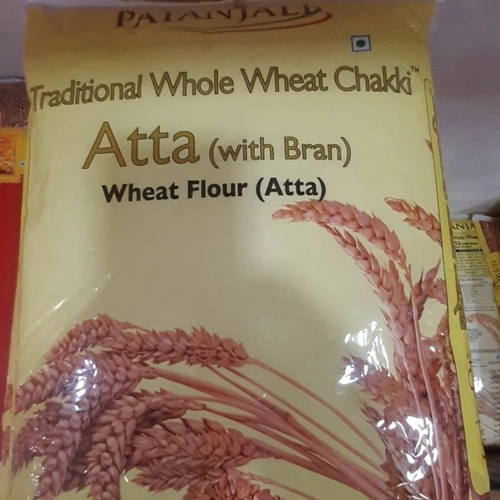 PATANJALI
Traditional Whole Wheat Chakki™
Atta (with Bran)
Wheat Flour (Atta)